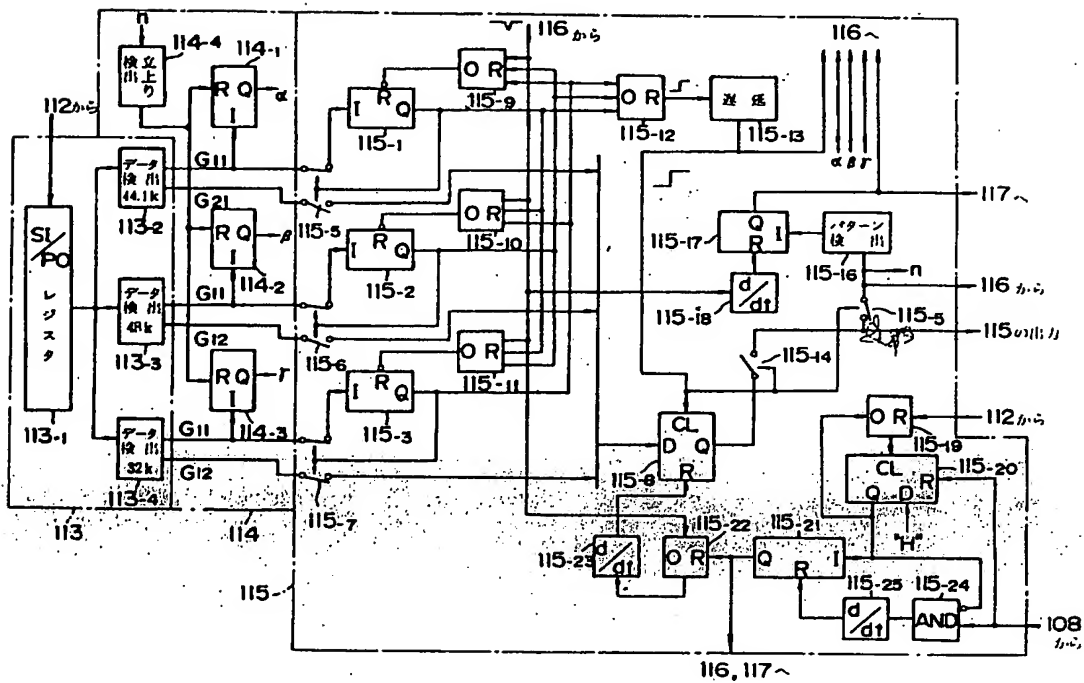 n
114-4
114-1
立上り
検出
R Q
I
α
112から
116から
116へ
O R
115-9
I R Q
115-1
O R
115-12
遅延
115-13
α β γ
SI/PO
レジスタ
113-1
データ
検出
44.1k
113-2
G11
G21
R Q
I
β
114-2
115-5
O R
115-10
I R Q
115-2
Q
R I
115-17
パターン
検出
115-16
117へ
n
116から
データ
検出
48k
113-3
G11
G12
R Q
I
γ
114-3
115-6
d/dt
115-18
115-5
115の出力
115-14
O R
115-11
I R Q
115-3
データ
検出
32k
113-4
G11
G12
115-7
CL
D Q
R
115-8
O R
115-19
112から
CL
R
Q D
115-20
"H"
113
114
115
d/dt
115-23
O R
115-22
Q I
R
115-21
d/dt
115-25
AND
115-24
108
から
116, 117へ